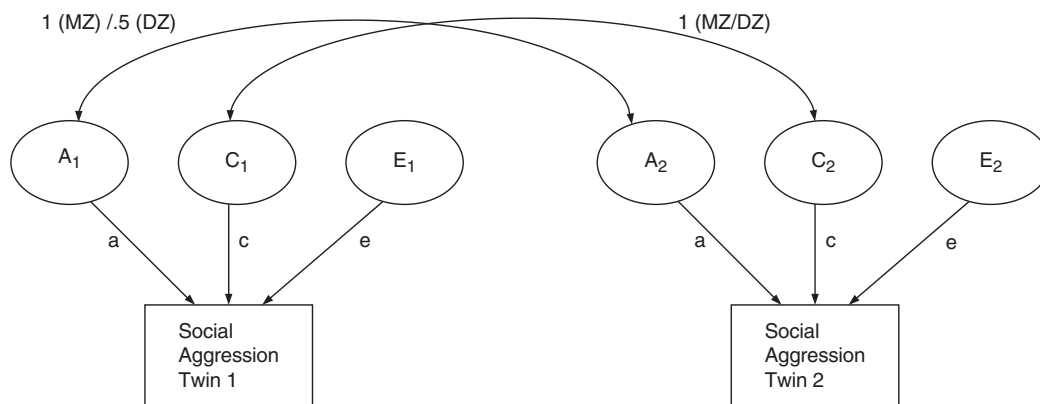 1 (MZ) /.5 (DZ)
1 (MZ/DZ)
A1
C1
E1
A2
C2
E2
a
c
e
a
c
e
Social
Aggression
Twin 1
Social
Aggression
Twin 2